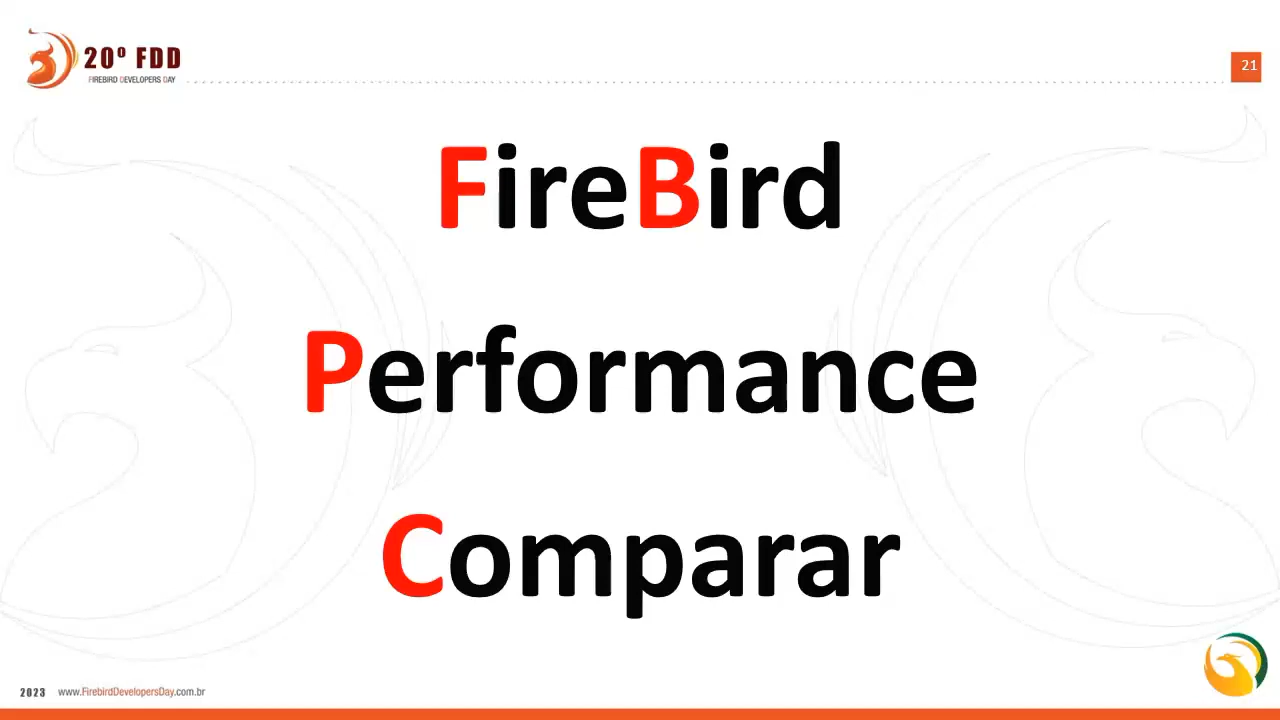 20º FDD
FIREBIRD DEVELOPERS DAY
21
FireBird
Performance
Comparar
2023 www.FirebirdDevelopersDay.com.br